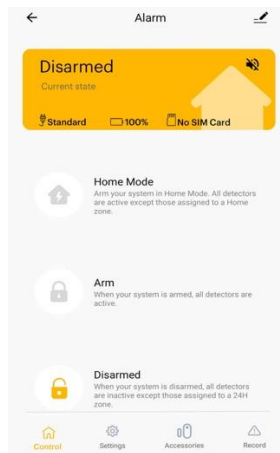 Alarm
Disarmed
Current state
Standard 100% No SIM Card
Home Mode
Arm your system in Home Mode. All detectors
are active except those assigned to a Home
zone.
Arm
When your system is armed, all detectors are
active.
Disarmed
When your system is disarmed, all detectors
are inactive except those assigned to a 24H
zone.
Control Settings Accessories Record